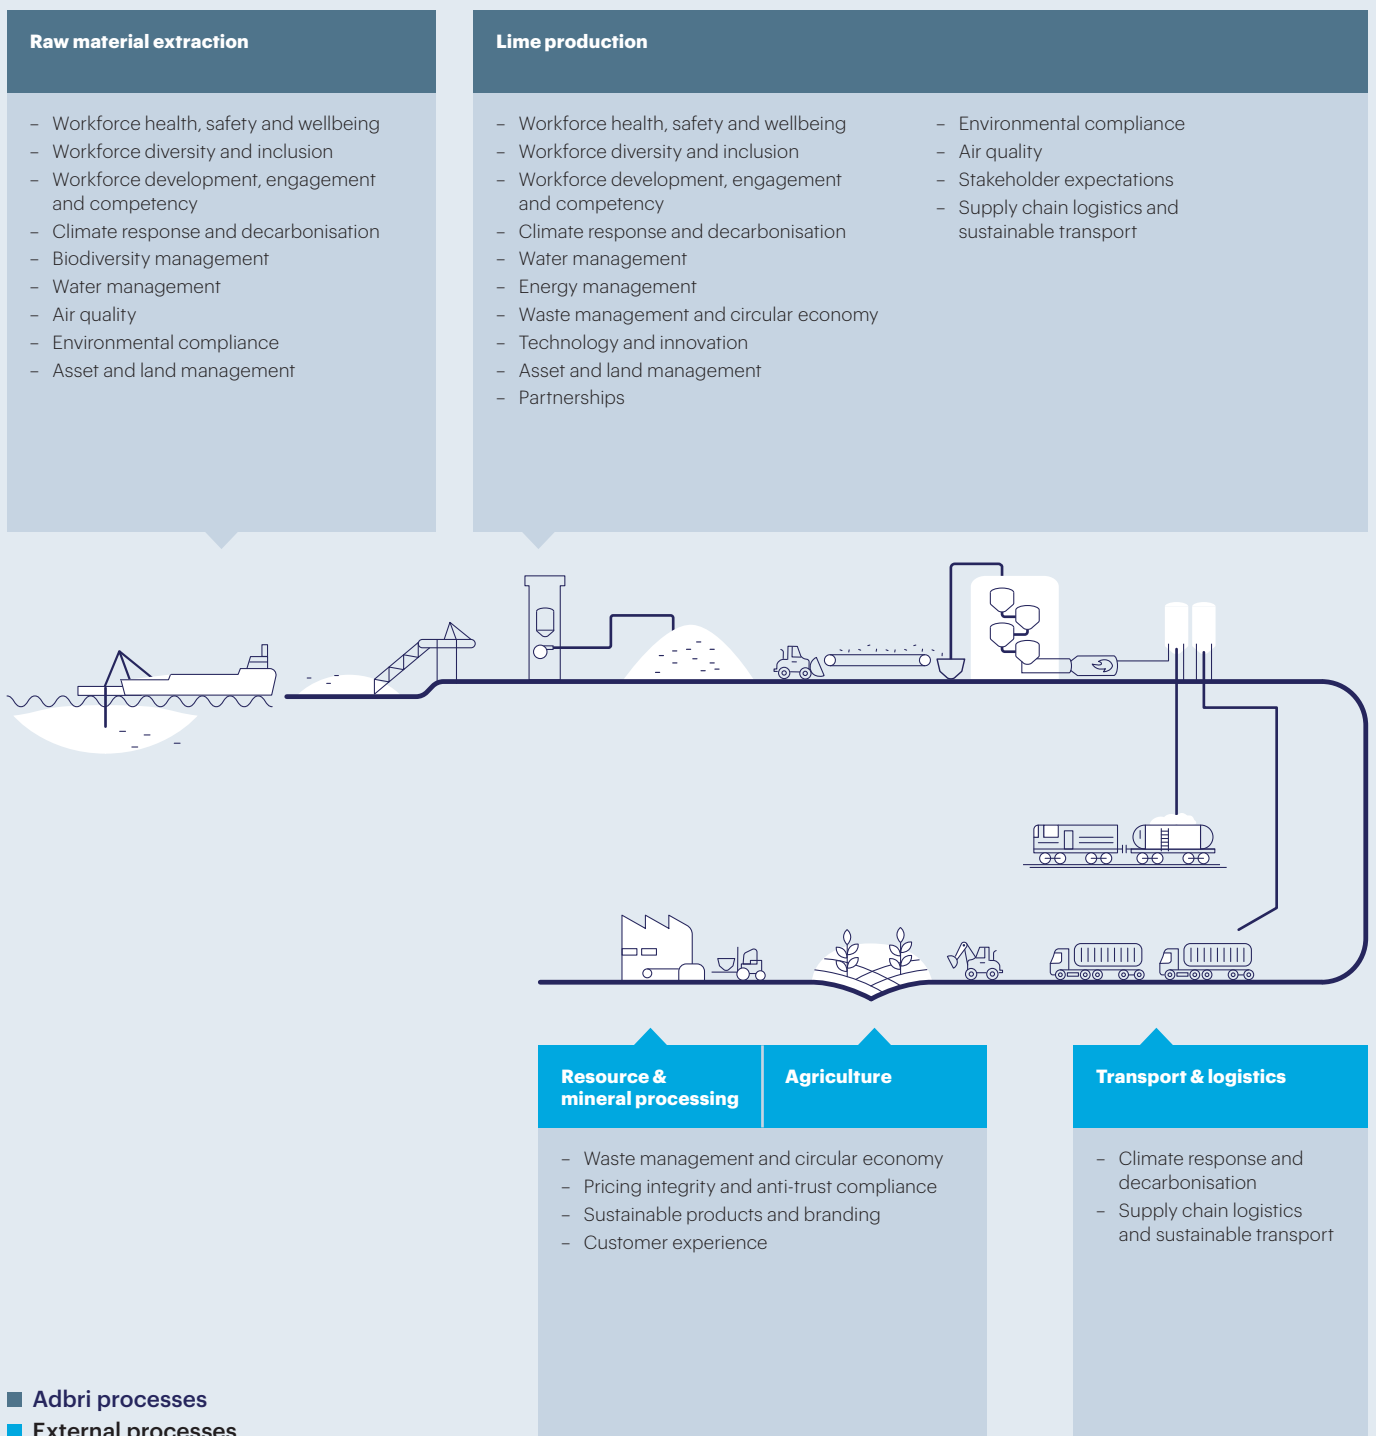 Raw material extraction
– Workforce health, safety and wellbeing
– Workforce diversity and inclusion
– Workforce development, engagement
and competency
– Climate response and decarbonisation
– Biodiversity management
– Water management
– Air quality
– Environmental compliance
– Asset and land management
Lime production
– Workforce health, safety and wellbeing
– Workforce diversity and inclusion
– Workforce development, engagement
and competency
– Climate response and decarbonisation
– Water management
– Energy management
– Waste management and circular economy
– Technology and innovation
– Asset and land management
– Partnerships
– Environmental compliance
– Air quality
– Stakeholder expectations
– Supply chain logistics and
sustainable transport
Resource &
mineral processing
Agriculture
– Waste management and circular economy
– Pricing integrity and anti-trust compliance
– Sustainable products and branding
– Customer experience
Transport & logistics
– Climate response and
decarbonisation
– Supply chain logistics
and sustainable transport
Adbri processes
External processes